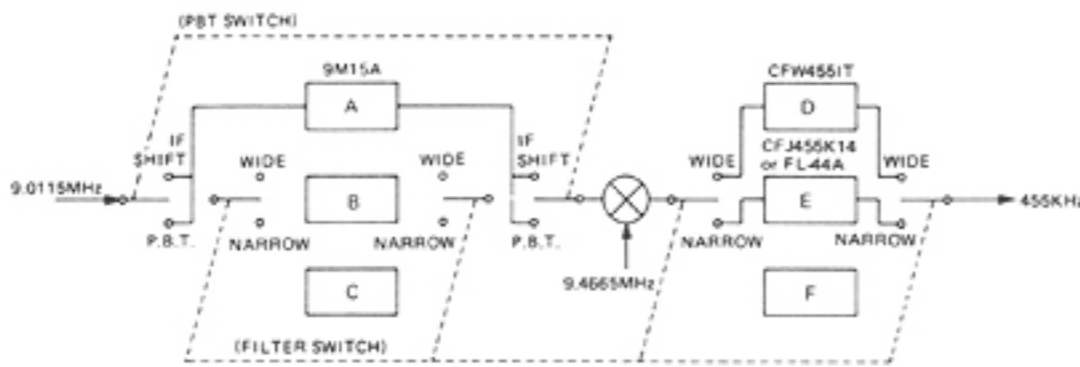 (PBT SWITCH)
9M15A
A
CFW455IT
D
IF
SHIFT
WIDE
WIDE
IF
SHIFT
WIDE
CFJ455K14
or FL-44A
WIDE
9.0115MHz
B
E
455KHz
P.B.T.
NARROW
NARROW
P.B.T.
NARROW
NARROW
9.4665MHz
C
F
(FILTER SWITCH)